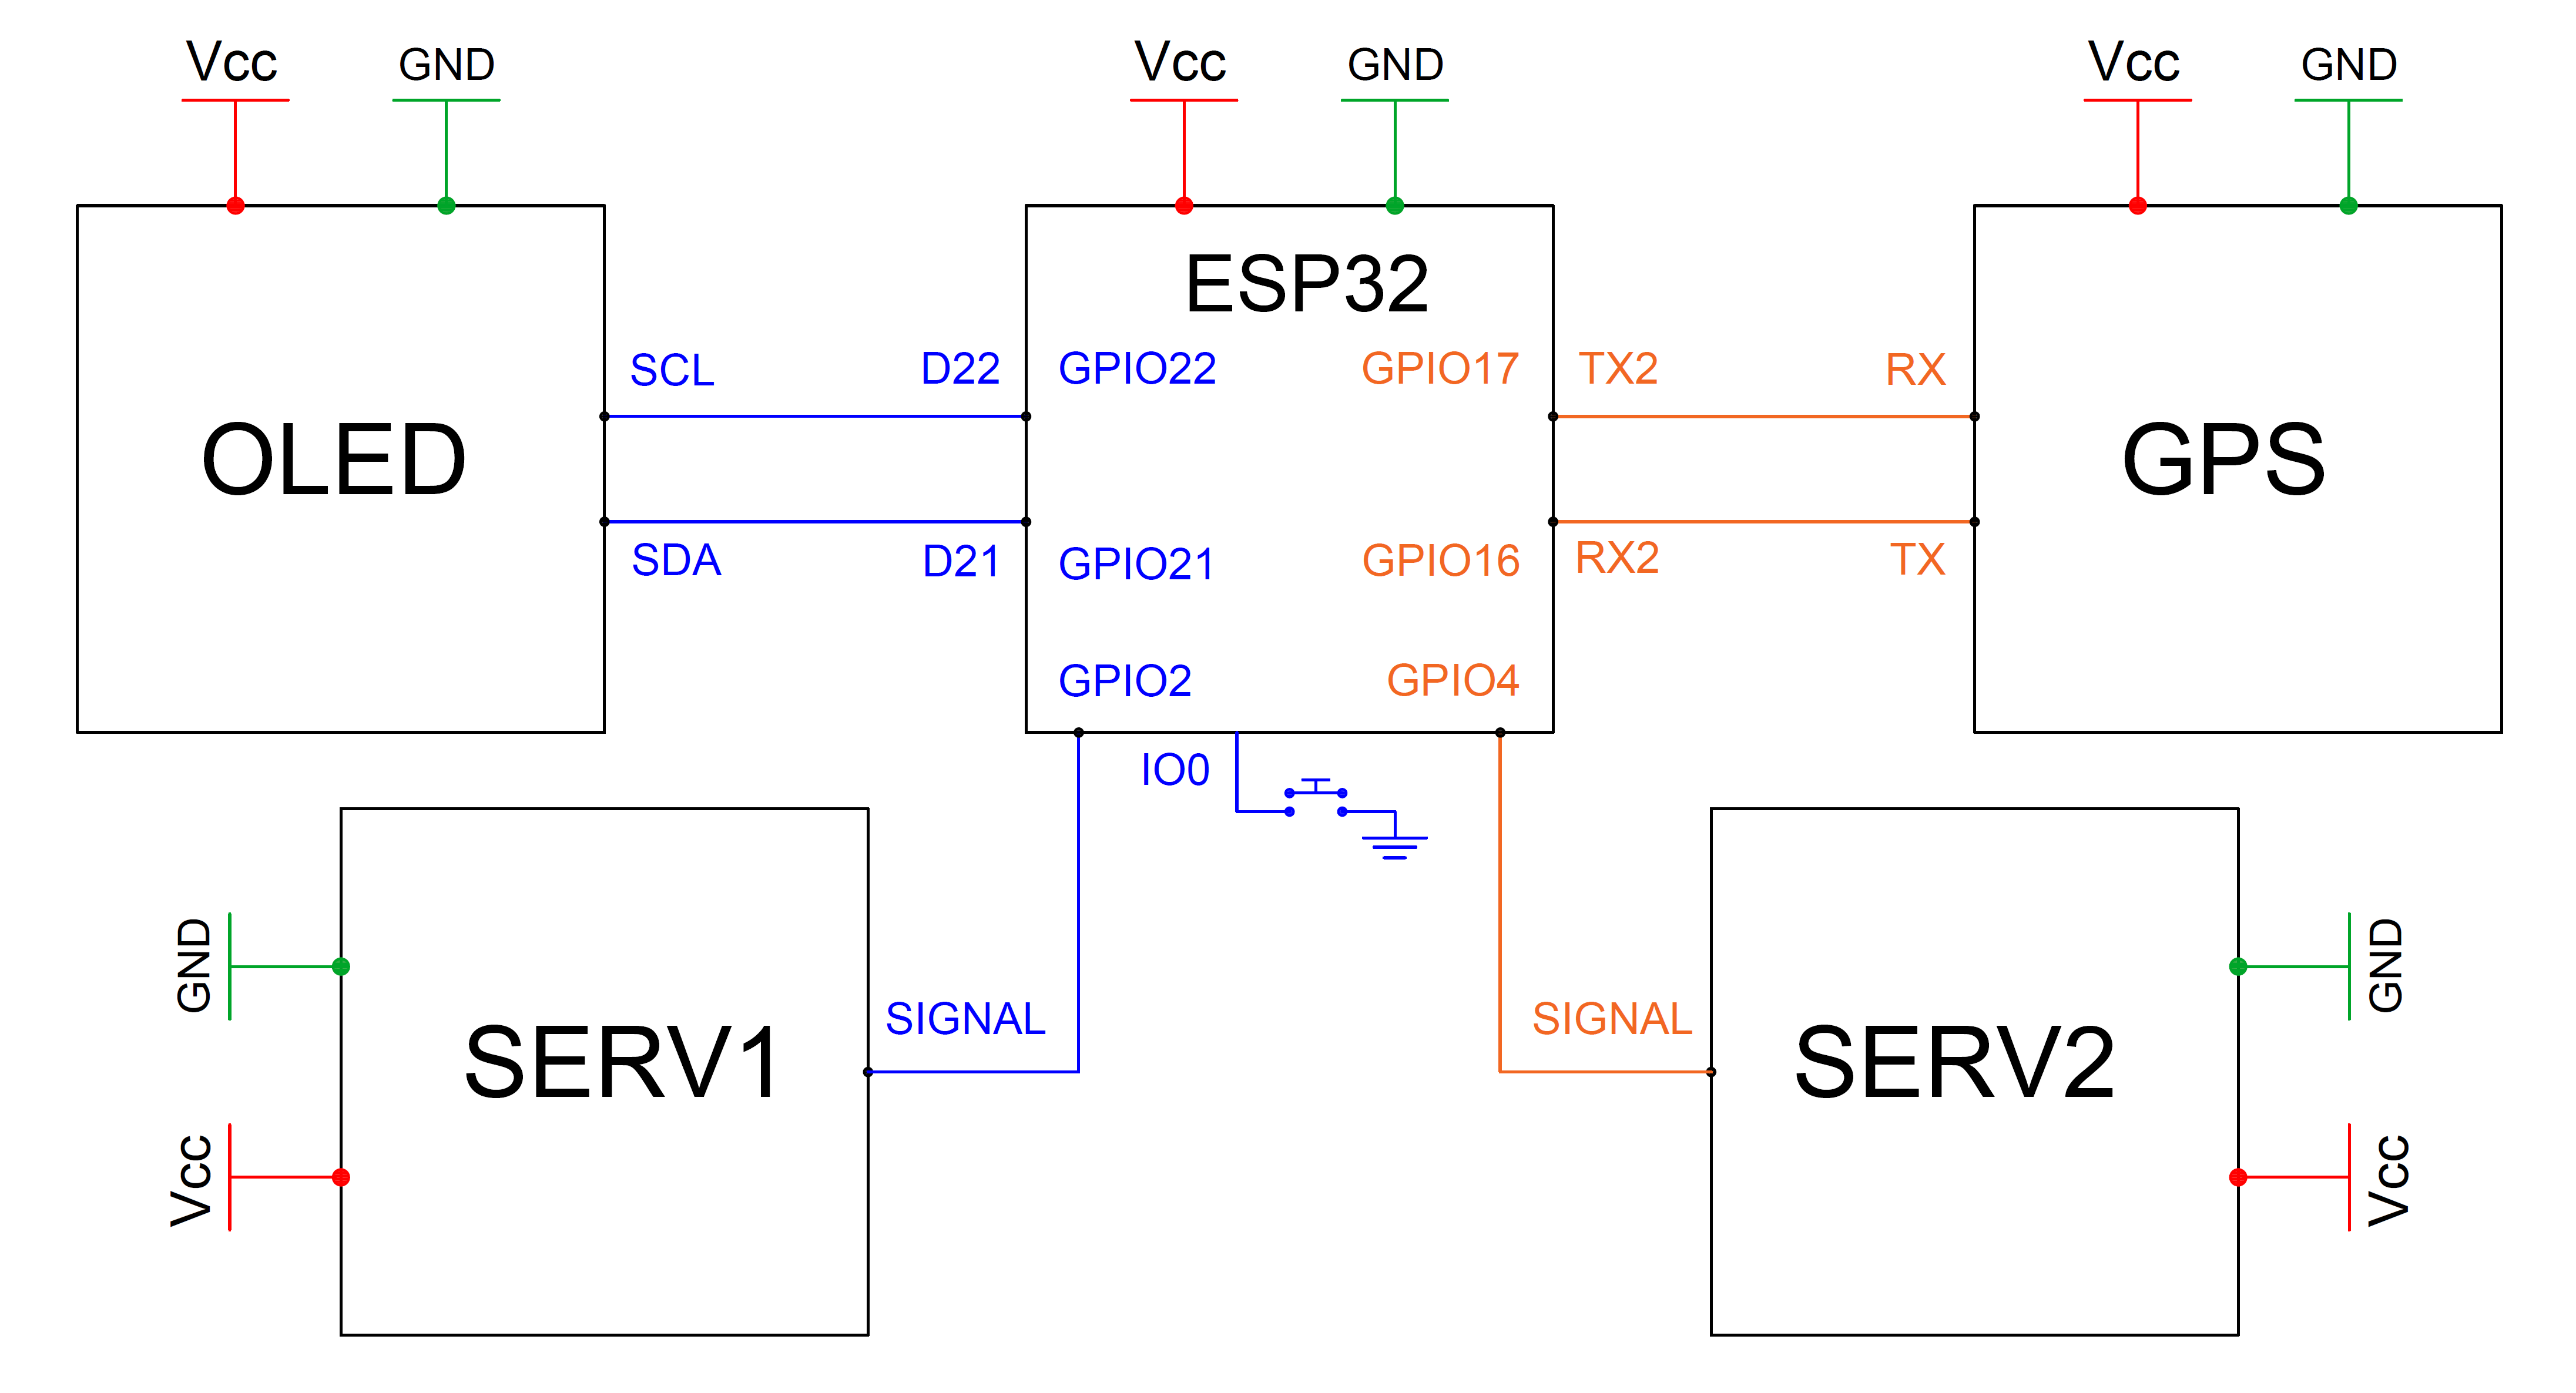 Vcc GND Vcc GND Vcc GND
ESP32
SCL D22 GPIO22 GPIO17 TX2 RX
OLED GPS
SDA D21 GPIO21 GPIO16 RX2 TX
GPIO2 GPIO4
IO0
GND GND
SIGNAL SIGNAL
SERV1 SERV2
Vcc Vcc